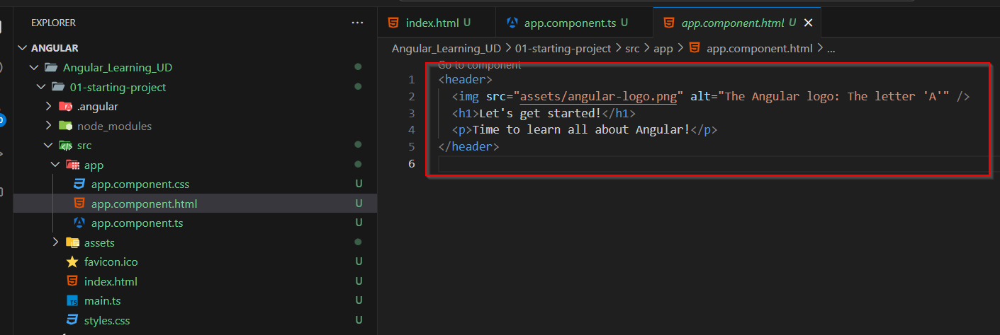 EXPLORER ...
ANGULAR
Angular_Learning_UD
01-starting-project
.angular
node_modules
src
app
app.component.css U
app.component.html U
app.component.ts U
assets
favicon.ico U
index.html U
main.ts U
styles.css U
index.html U app.component.ts U app.component.html U
Angular_Learning_UD > 01-starting-project > src > app > app.component.html > ...
Go to component
1 <header>
2 <img src="assets/angular-logo.png" alt="The Angular logo: The letter 'A'" />
3 <h1>Let's get started!</h1>
4 <p>Time to learn all about Angular!</p>
5 </header>
6